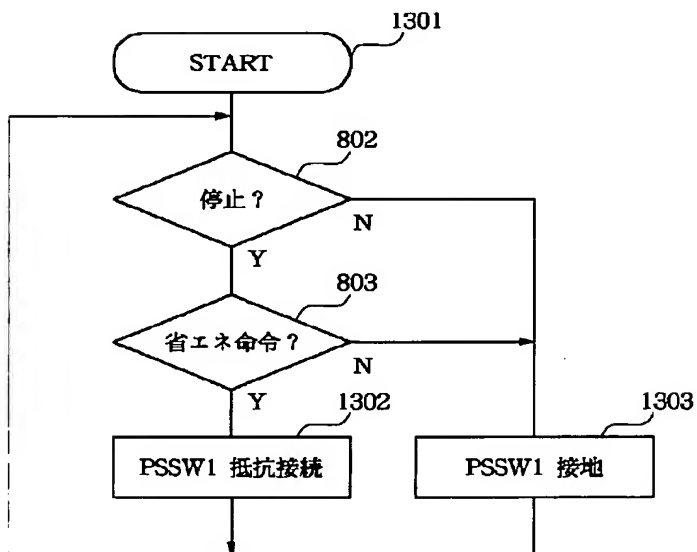 1301
START
802
停止?
N
Y
803
省エネ命令?
N
Y
1302
1303
PSSW1 抵抗接続
PSSW1 接地